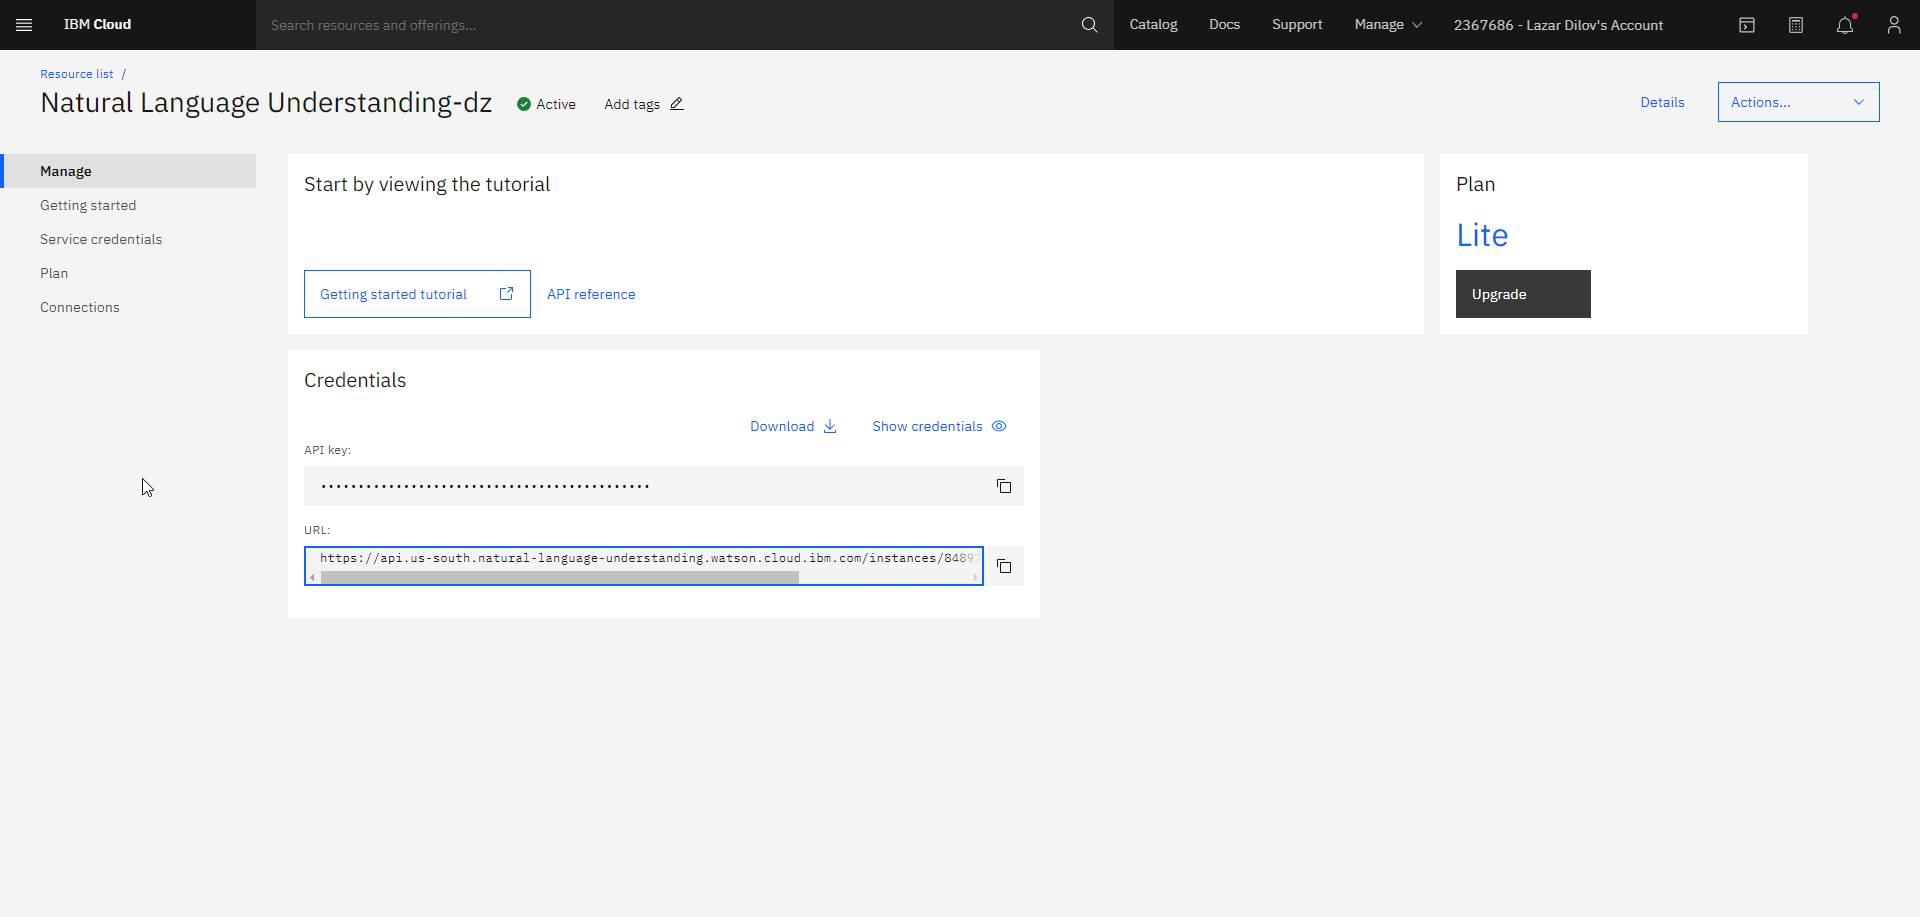 IBM Cloud
Search resources and offerings...
Catalog
Docs
Support
Manage
2367686 - Lazar Dilov's Account
Resource list /
Natural Language Understanding-dz
Active
Add tags
Details
Actions...
Manage
Getting started
Service credentials
Plan
Connections
Start by viewing the tutorial
Getting started tutorial
API reference
Plan
Lite
Upgrade
Credentials
Download
Show credentials
API key:
••••••••••••••••••••••••••••••••••••••••••••
URL:
https://api.us-south.natural-language-understanding.watson.cloud.ibm.com/instances/8489